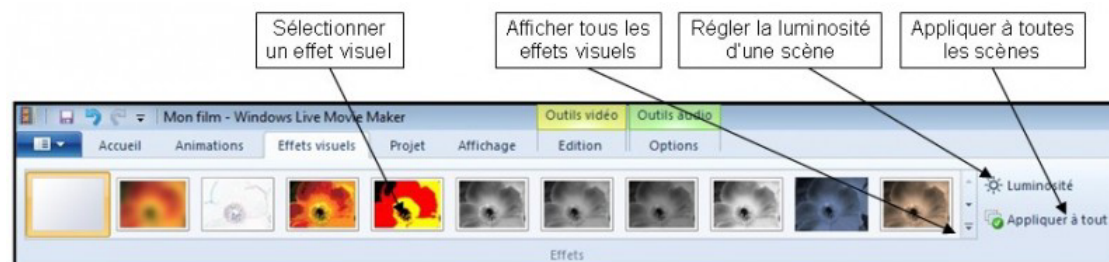 Sélectionner
un effet visuel
Afficher tous les
effets visuels
Régler la luminosité
d'une scène
Appliquer à toutes
les scènes
Mon film - Windows Live Movie Maker
Outils vidéo
Outils audio
Accueil
Animations
Effets visuels
Projet
Affichage
Edition
Options
Luminosité
Appliquer à tout
Effets